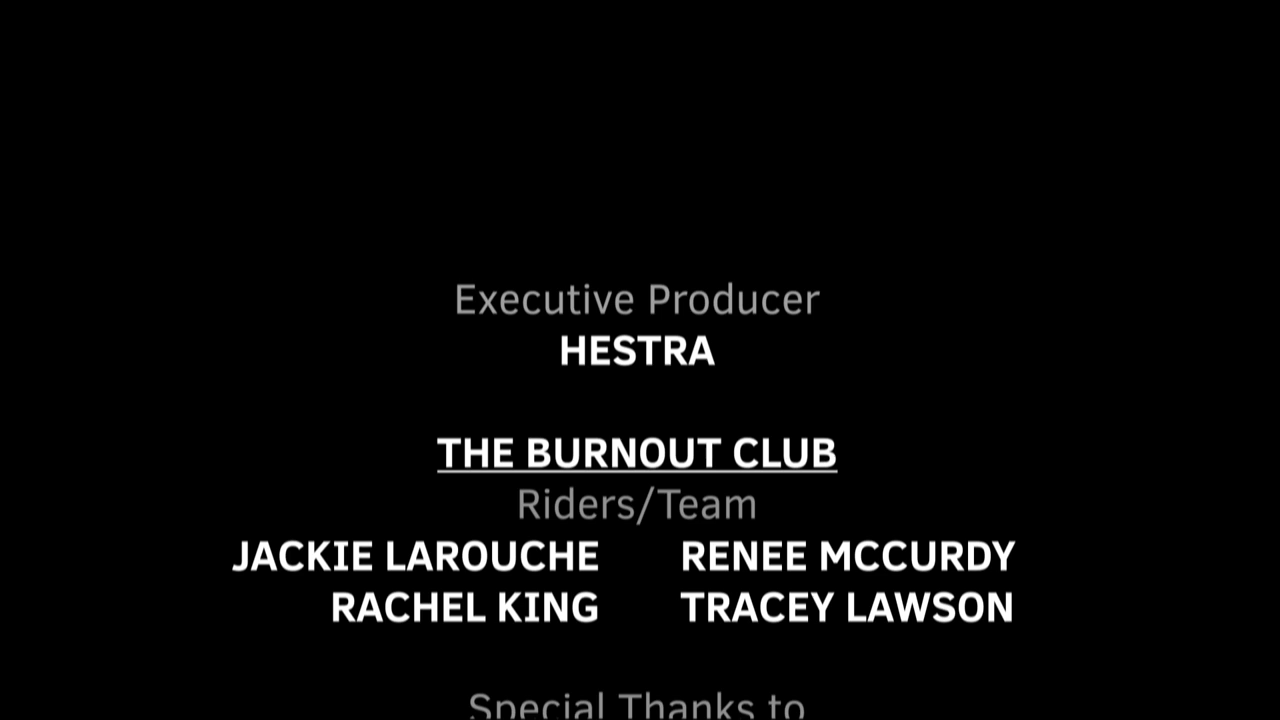 Executive Producer
HESTRA
THE BURNOUT CLUB
Riders/Team
JACKIE LAROUCHE RENEE MCCURDY
RACHEL KING TRACEY LAWSON
Special Thanks to